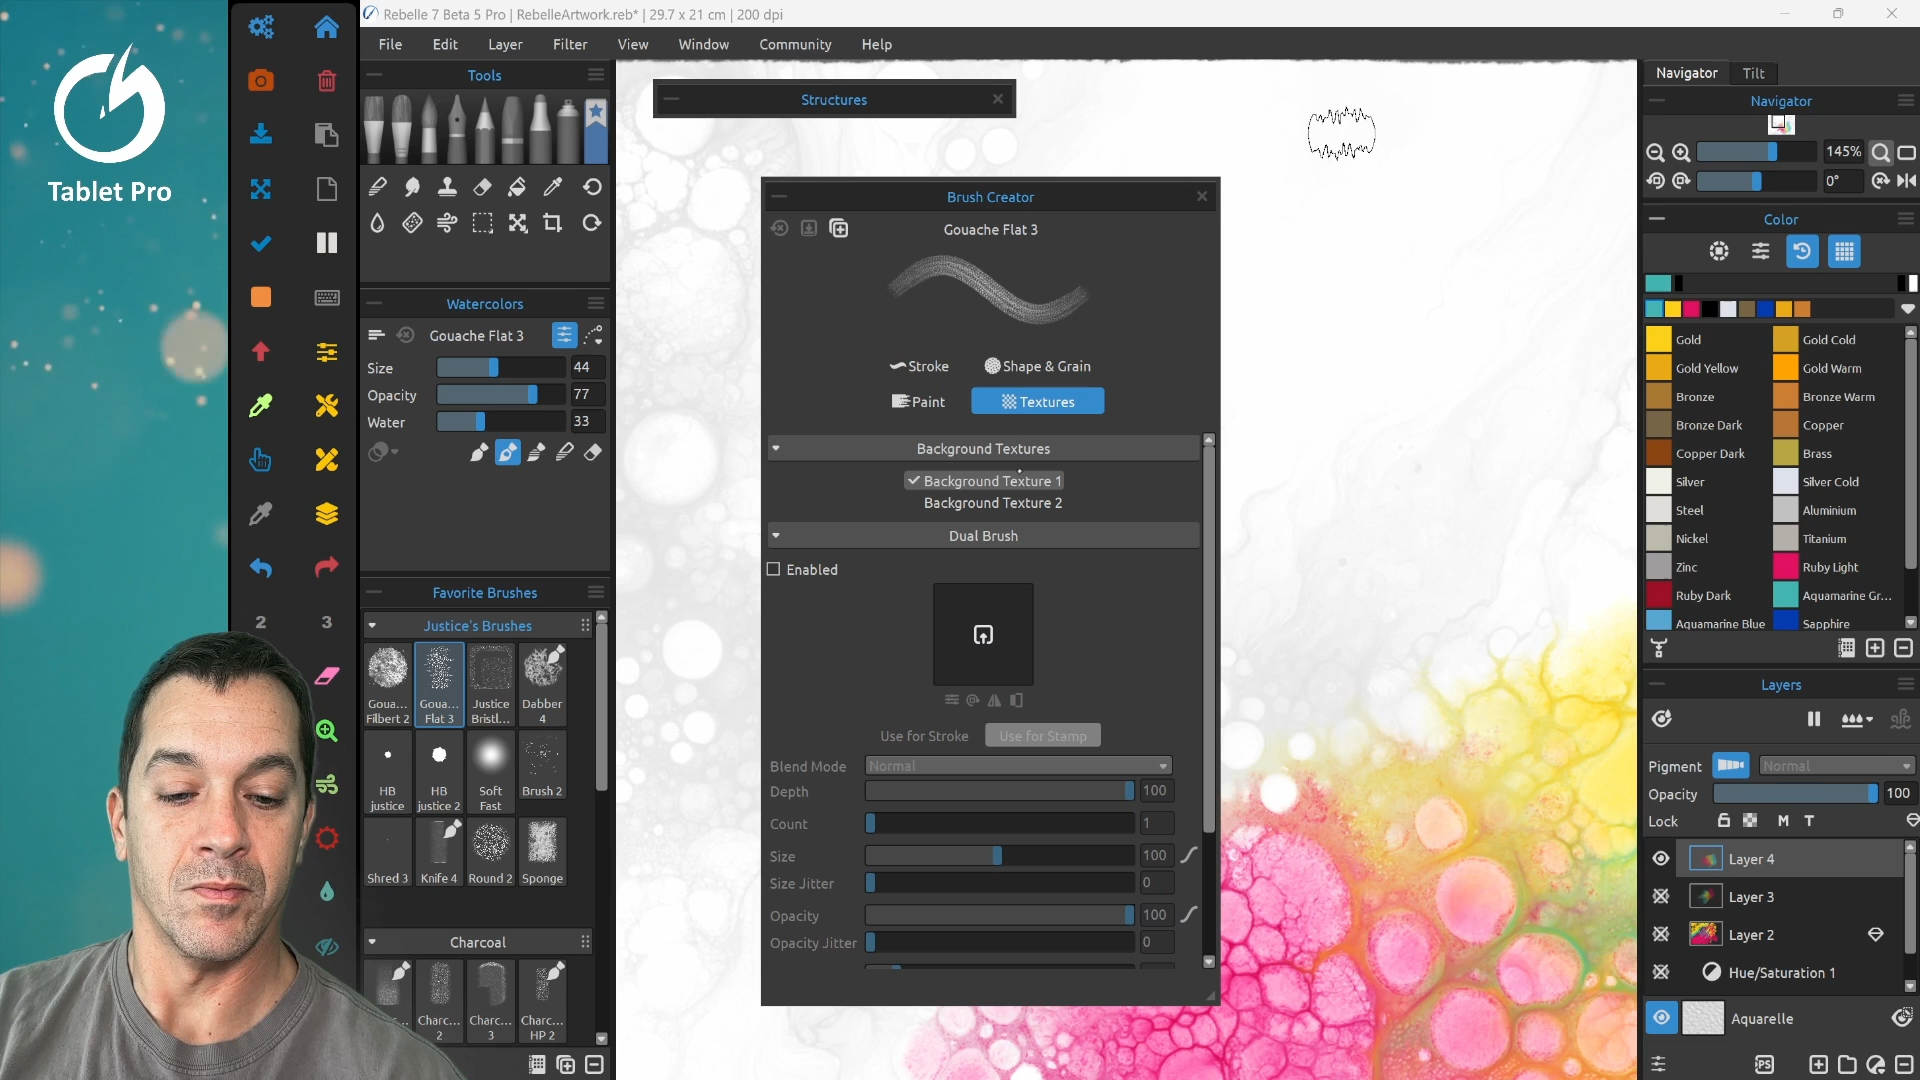 Rebelle 7 Beta 5 Pro | RebelleArtwork.reb* | 29.7 x 21 cm | 200 dpi
File Edit Layer Filter View Window Community Help
Tablet Pro
Tools
Structures
Navigator Tilt
Navigator
145%
0°
Brush Creator
Gouache Flat 3
Stroke Shape & Grain
Paint Textures
Background Textures
Background Texture 1
Background Texture 2
Dual Brush
Enabled
Use for Stroke Use for Stamp
Blend Mode Normal
Depth 100
Count 1
Size 100
Size Jitter 0
Opacity 100
Opacity Jitter 0
Watercolors
Gouache Flat 3
Size 44
Opacity 77
Water 33
2 3
Favorite Brushes
Justice's Brushes
Goua... Filbert 2
Goua... Flat 3
Justice Bristl...
Dabber 4
HB justice
HB justice 2
Soft Fast
Brush 2
Shred 3
Knife 4
Round 2
Sponge
Charcoal
Charc... 2
Charc... 3
Charc... HP 2
Color
Gold Gold Cold
Gold Yellow Gold Warm
Bronze Bronze Warm
Bronze Dark Copper
Copper Dark Brass
Silver Silver Cold
Steel Aluminium
Nickel Titanium
Zinc Ruby Light
Ruby Dark Aquamarine Gr...
Aquamarine Blue Sapphire
Layers
Pigment Normal
Opacity 100
Lock M T
Layer 4
Layer 3
Layer 2
Hue/Saturation 1
Aquarelle
PS